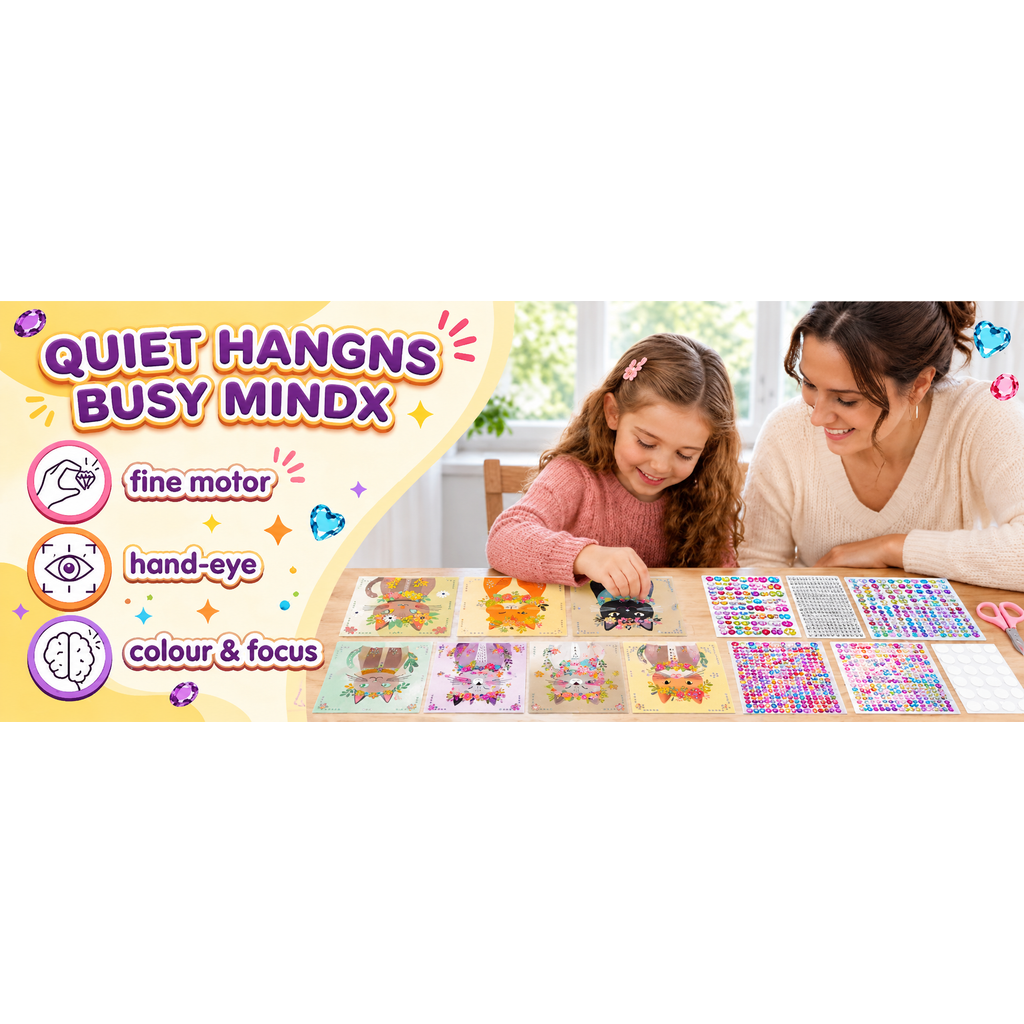 QUIET HANGNS
BUSY MINDX
fine motor
hand-eye
colour & focus